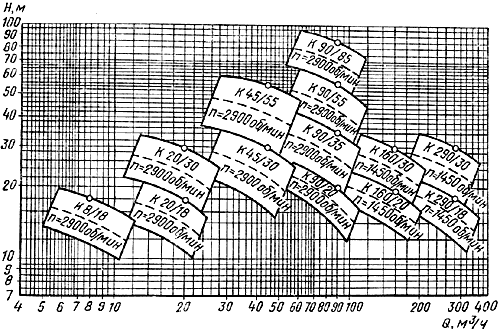 H, м
100
90
80
70
60
50
40
30
20
10
9
8
7
4 5 6 7 8 9 10 20 30 40 50 60 70 80 90 100 200 300 400
Q, м³/ч
К 90/85
n=2900об/мин
К 90/55
n=2900об/мин
К 45/55
n=2900об/мин
К 90/35
n=2900об/мин
К 20/30
n=2900об/мин
К 45/30
n=2900об/мин
К 160/30
n=1450об/мин
К 290/30
n=1450об/мин
К 8/18
n=2900об/мин
К 20/18
n=2900об/мин
К 90/20
n=2900об/мин
К 160/20
n=1450об/мин
К 290/18
n=1450об/мин